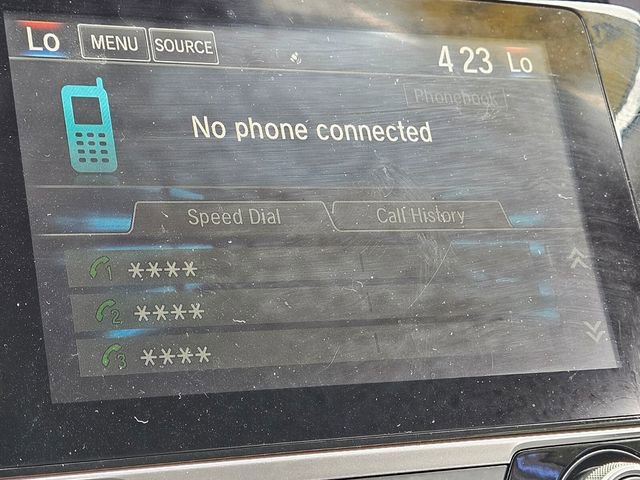 Lo MENU SOURCE 4 23 Lo
Phonebook
No phone connected
Speed Dial Call History
1 ****
2 ****
3 ****